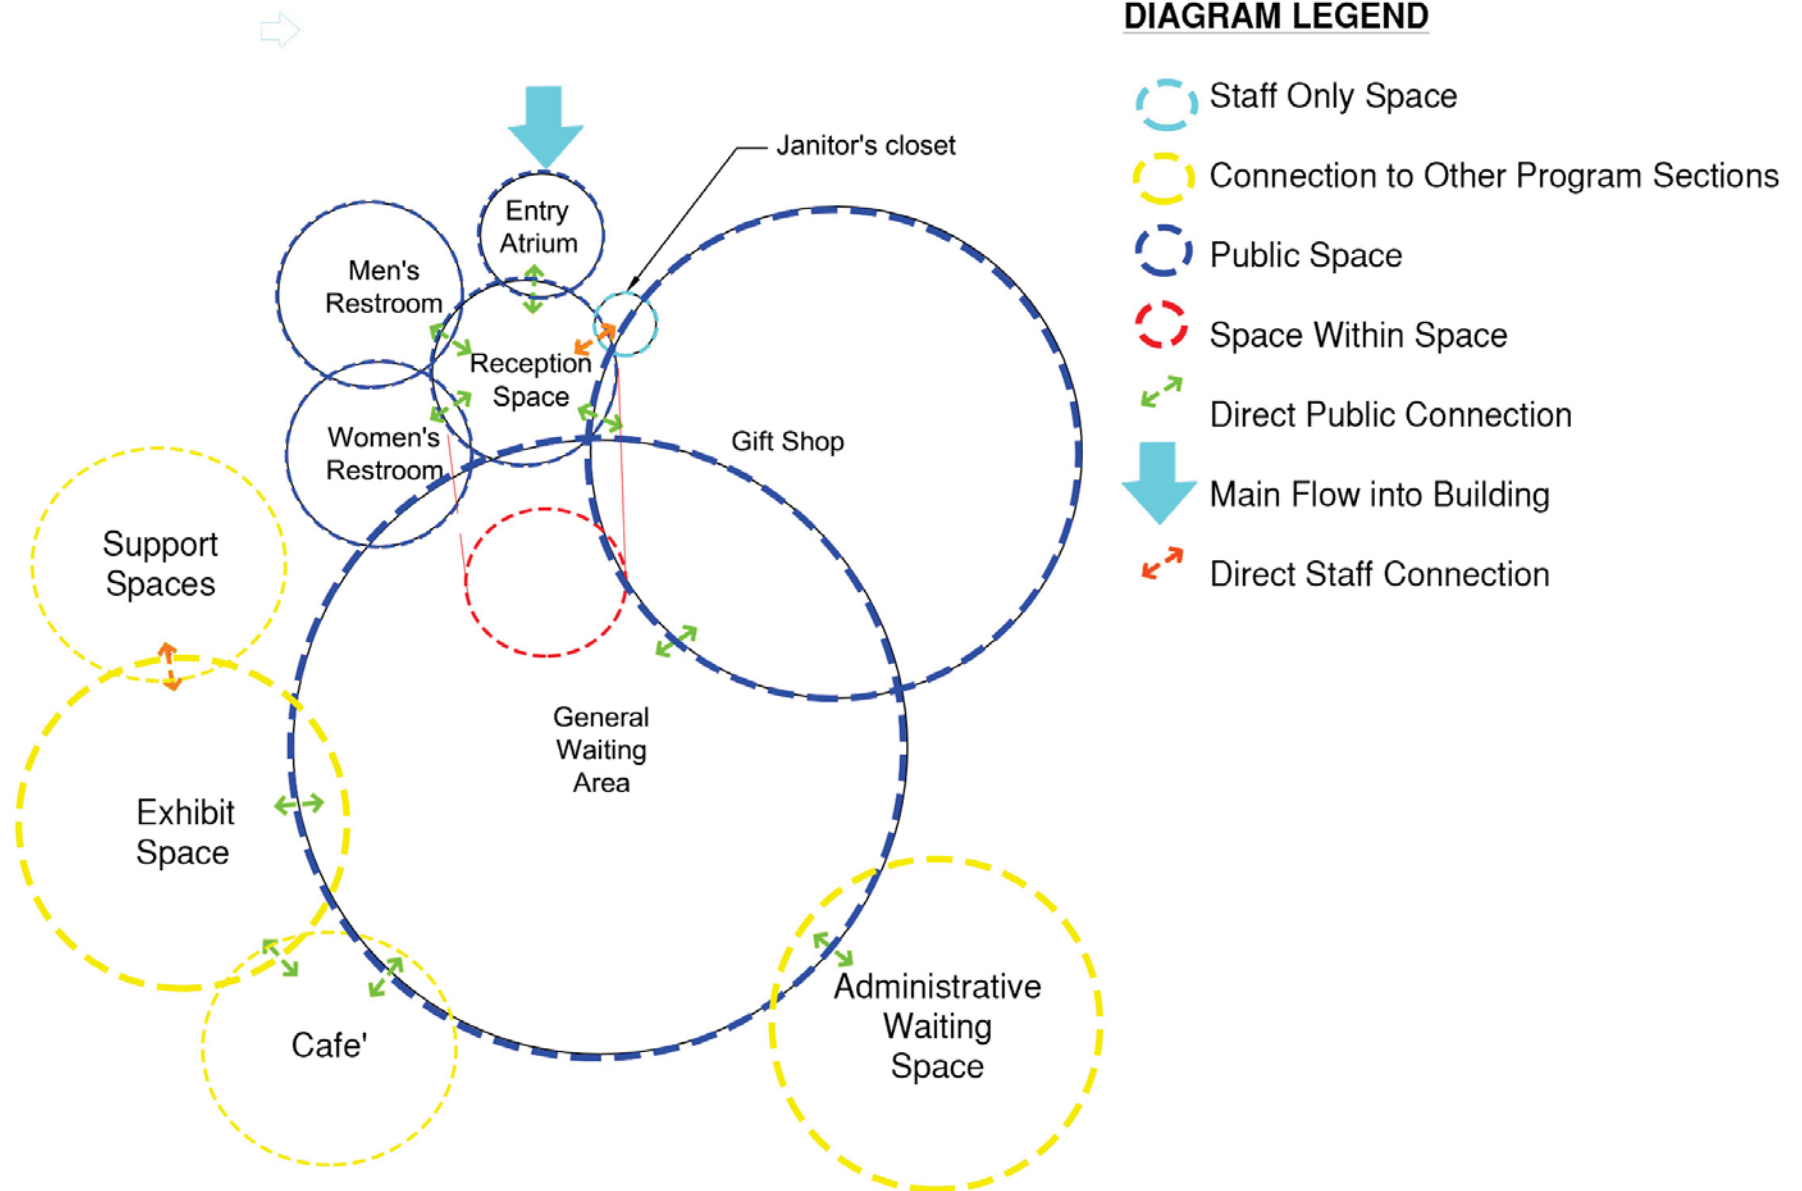 DIAGRAM LEGEND
Staff Only Space
Connection to Other Program Sections
Public Space
Space Within Space
Direct Public Connection
Main Flow into Building
Direct Staff Connection
Janitor's closet
Entry
Atrium
Men's
Restroom
Reception
Space
Women's
Restroom
Gift Shop
Support
Spaces
General
Waiting
Area
Exhibit
Space
Administrative
Waiting
Space
Cafe'